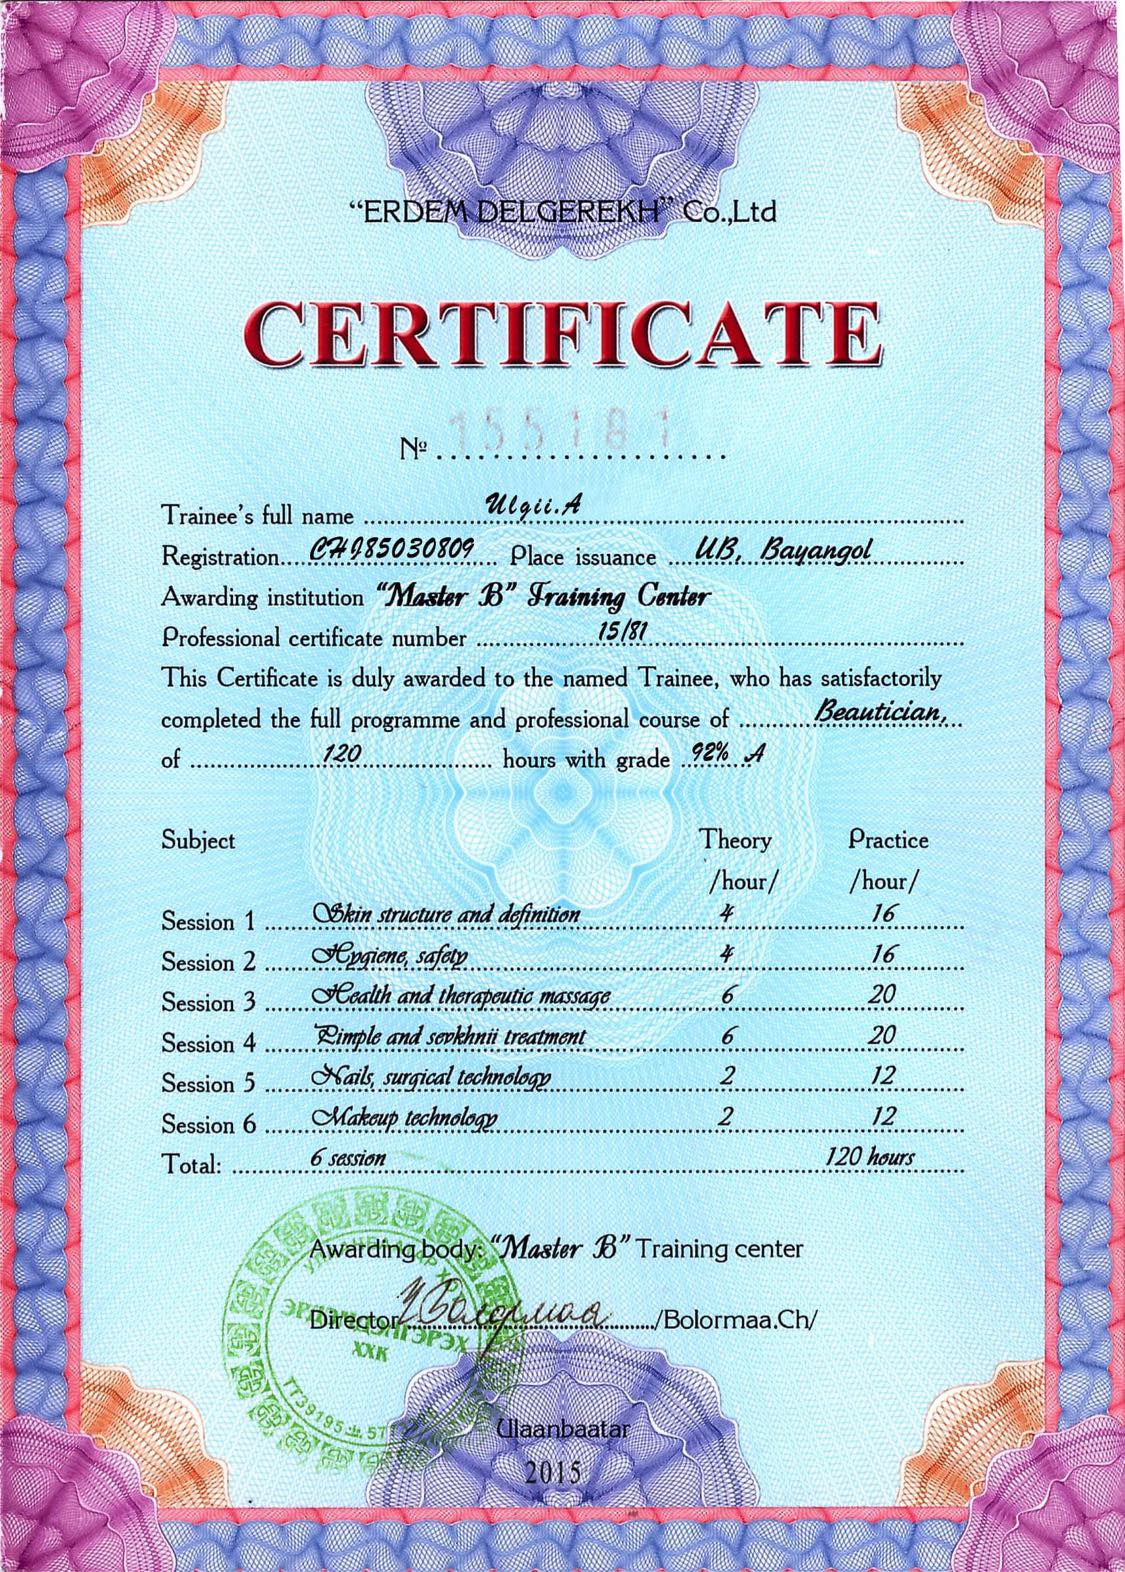 “ERDEM DELGEREKH” Co.,Ltd
CERTIFICATE
№ 155181
Trainee's full name Ulgii.A
Registration CHJ85030809 Place issuance UB, Bayangol
Awarding institution “Master B” Training Center
Professional certificate number 15/81
This Certificate is duly awarded to the named Trainee, who has satisfactorily
completed the full programme and professional course of Beautician,
of 120 hours with grade 92% A
Subject Theory Practice
/hour/ /hour/
Session 1 Skin structure and definition 4 16
Session 2 Hygiene, safety 4 16
Session 3 Health and therapeutic massage 6 20
Session 4 Pimple and sevkhnii treatment 6 20
Session 5 Nails, surgical technology 2 12
Session 6 Makeup technology 2 12
Total: 6 session 120 hours
Awarding body: “Master B” Training center
Director /Bolormaa.Ch/
ЭРДЭМ ДЭЛГЭРЭХ
ХХК
Ulaanbaatar
2015